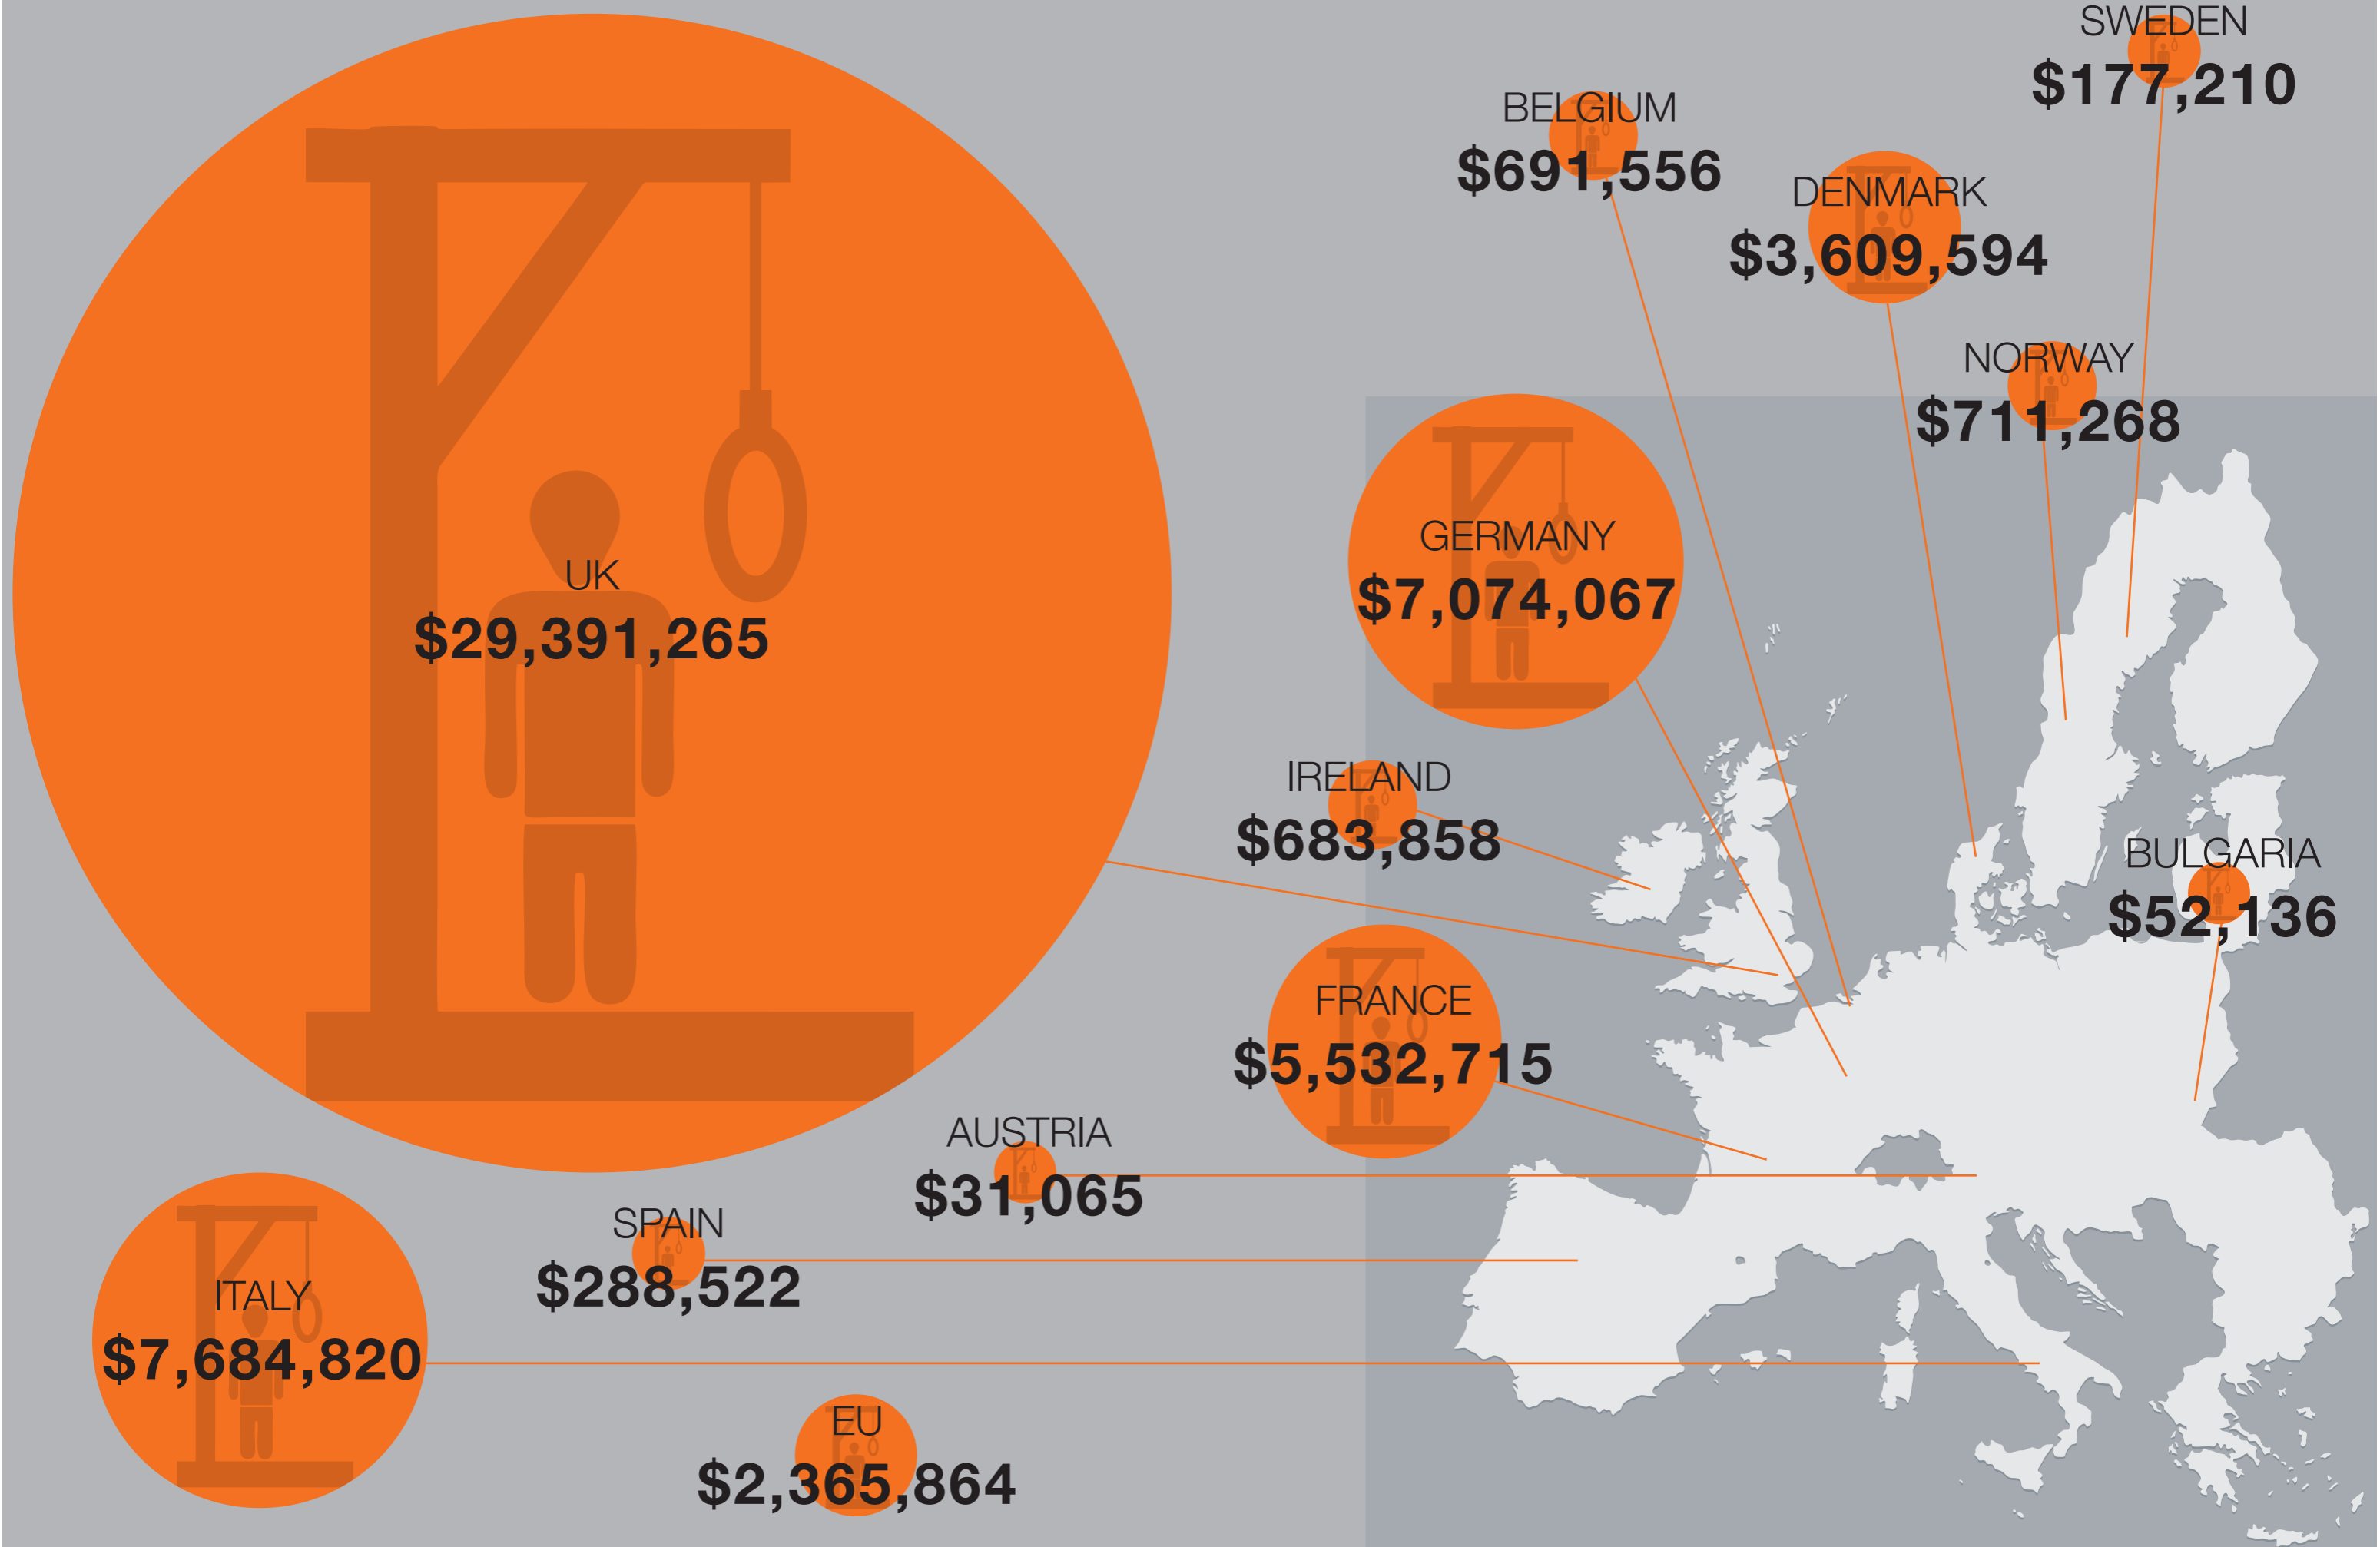 SWEDEN
$177,210
BELGIUM
$691,556
DENMARK
$3,609,594
NORWAY
$711,268
GERMANY
$7,074,067
UK
$29,391,265
IRELAND
$683,858
BULGARIA
$52,136
FRANCE
$5,532,715
AUSTRIA
$31,065
SPAIN
$288,522
ITALY
$7,684,820
EU
$2,365,864